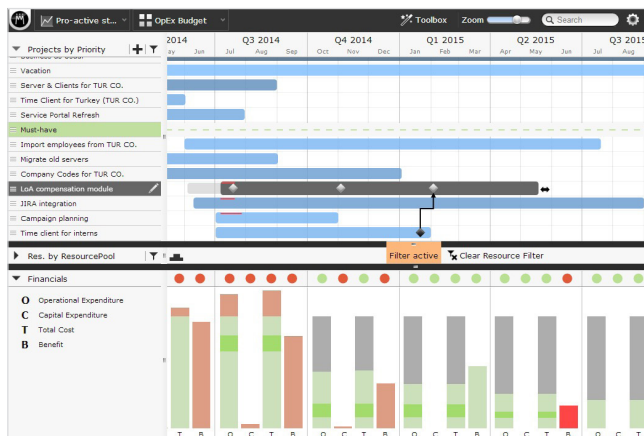 Pro-active st... OpEx Budget Toolbox Zoom Search
2014 Q3 2014 Q4 2014 Q1 2015 Q2 2015 Q3 2015
Projects by Priority ay Jun Jul Aug Sep Oct Nov Dec Jan Feb Mar Apr May Jun Jul Aug
Vacation
Server & Clients for TUR CO.
Time Client for Turkey (TUR CO.)
Service Portal Refresh
Must-have
Import employees from TUR CO.
Migrate old servers
Company Codes for TUR CO.
LoA compensation module
JIRA integration
Campaign planning
Time client for interns
Res. by ResourcePool Filter active Clear Resource Filter
Financials
O Operational Expenditure
C Capital Expenditure
T Total Cost
B Benefit
T B O C T B O C T B O C T B O C T B O C